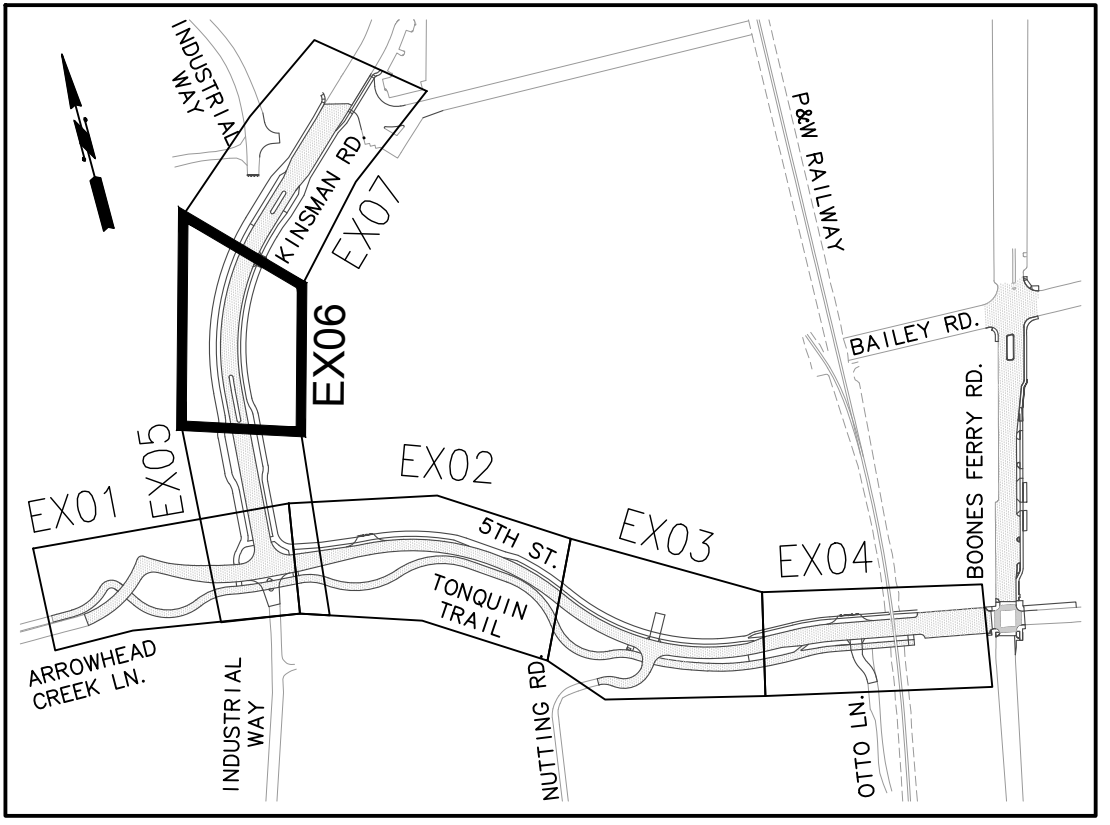 INDUSTRIAL
WAY
KINSMAN RD.
EX07
P&W RAILWAY
EX06
BAILEY RD.
BOONES FERRY RD.
EX05
EX01
EX02
5TH ST.
EX03
EX04
TONQUIN
TRAIL
ARROWHEAD
CREEK LN.
INDUSTRIAL
WAY
NUTTING RD.
OTTO LN.